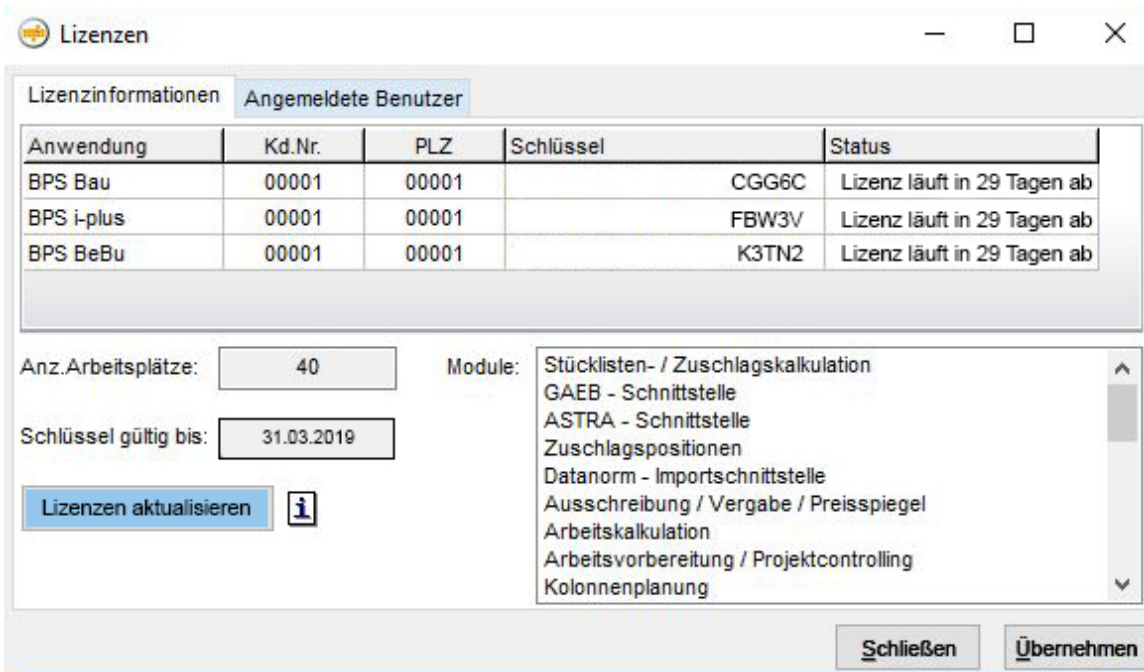 Lizenzen
Lizenzinformationen Angemeldete Benutzer
Anwendung Kd.Nr. PLZ Schlüssel Status
BPS Bau 00001 00001 CGG6C Lizenz läuft in 29 Tagen ab
BPS i-plus 00001 00001 FBW3V Lizenz läuft in 29 Tagen ab
BPS BeBu 00001 00001 K3TN2 Lizenz läuft in 29 Tagen ab
Anz.Arbeitsplätze: 40
Schlüssel gültig bis: 31.03.2019
Lizenzen aktualisieren i
Module:
Stücklisten- / Zuschlagskalkulation
GAEB - Schnittstelle
ASTRA - Schnittstelle
Zuschlagspositionen
Datanorm - Importschnittstelle
Ausschreibung / Vergabe / Preisspiegel
Arbeitskalkulation
Arbeitsvorbereitung / Projektcontrolling
Kolonnenplanung
Schließen Übernehmen